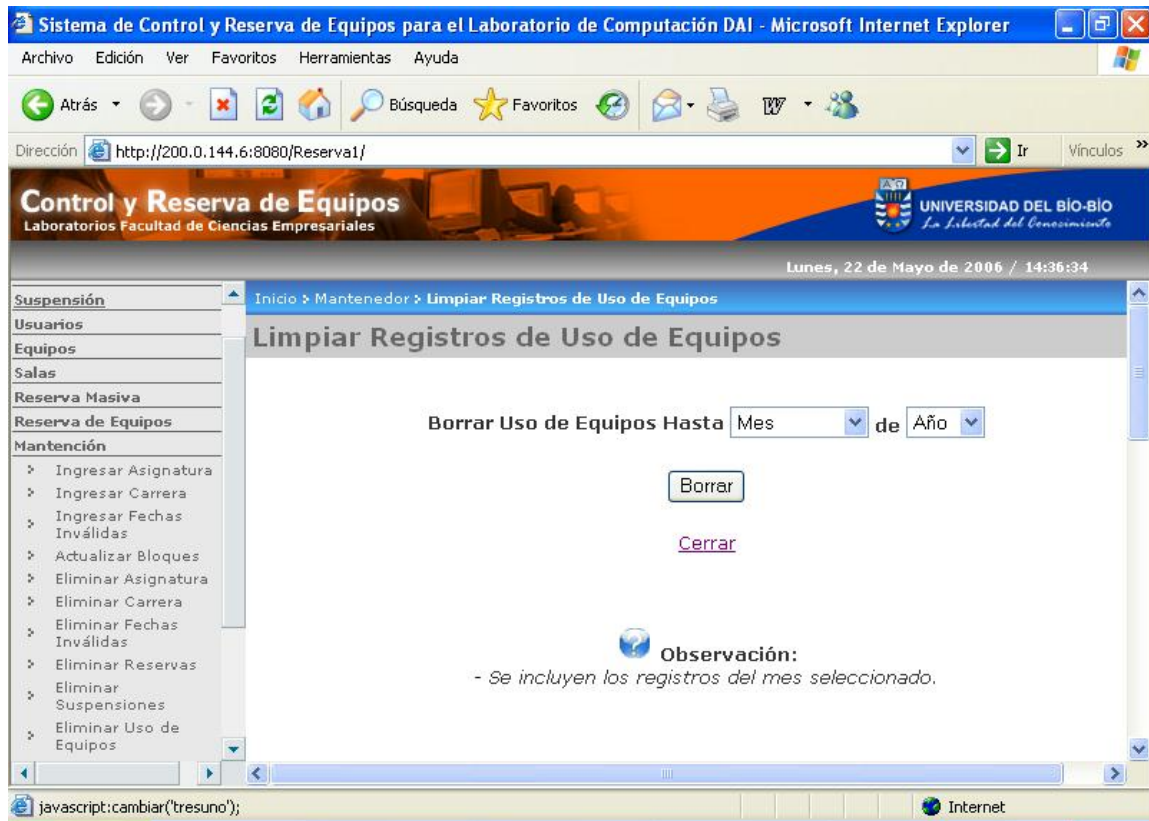 Sistema de Control y Reserva de Equipos para el Laboratorio de Computación DAI - Microsoft Internet Explorer
Archivo Edición Ver Favoritos Herramientas Ayuda
Atrás Búsqueda Favoritos
Dirección http://200.0.144.6:8080/Reserva1/ Ir Vínculos »
Control y Reserva de Equipos
Laboratorios Facultad de Ciencias Empresariales
UNIVERSIDAD DEL BÍO-BÍO
La Libertad del Conocimiento
Lunes, 22 de Mayo de 2006 / 14:36:34
Suspensión
Usuarios
Equipos
Salas
Reserva Masiva
Reserva de Equipos
Mantención
Ingresar Asignatura
Ingresar Carrera
Ingresar Fechas
Inválidas
Actualizar Bloques
Eliminar Asignatura
Eliminar Carrera
Eliminar Fechas
Inválidas
Eliminar Reservas
Eliminar
Suspensiones
Eliminar Uso de
Equipos
Inicio > Mantenedor > Limpiar Registros de Uso de Equipos
Limpiar Registros de Uso de Equipos
Borrar Uso de Equipos Hasta Mes de Año
Borrar
Cerrar
Observación:
- Se incluyen los registros del mes seleccionado.
javascript:cambiar('tresuno'); Internet